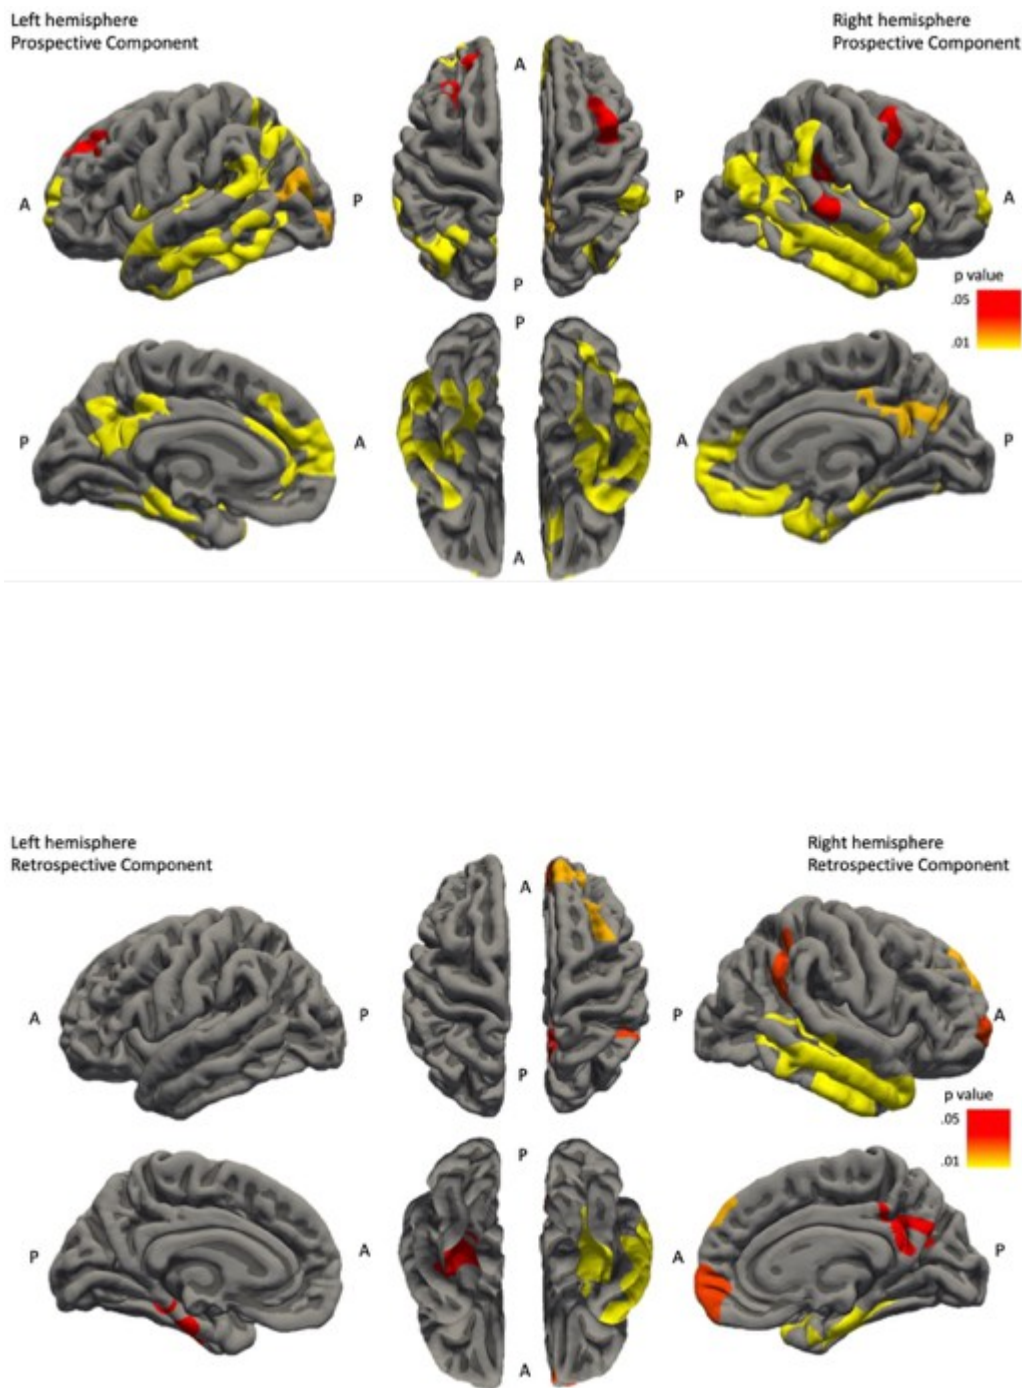 Left hemisphere
Prospective Component
Right hemisphere
Prospective Component
A
A P P A
p value
.05
.01
P
P
P A A P
A
Left hemisphere
Retrospective Component
Right hemisphere
Retrospective Component
A
A P P A
P
p value
.05
.01
P
P A A P
A